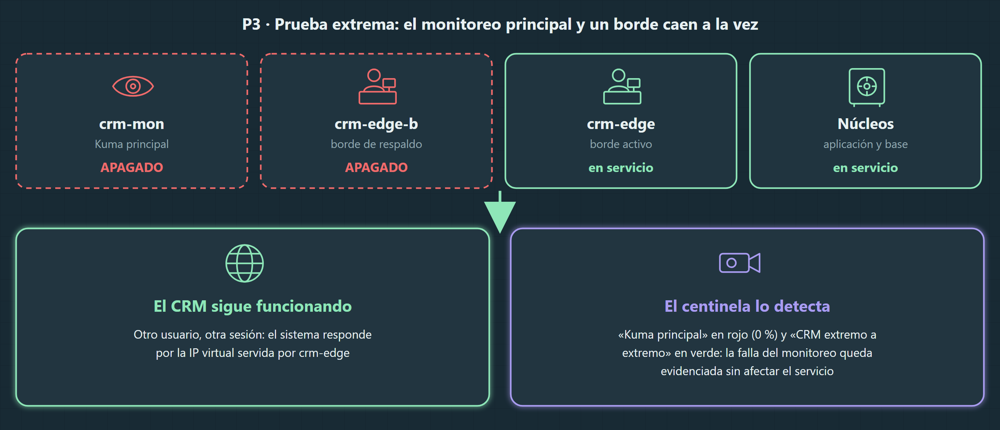 P3 · Prueba extrema: el monitoreo principal y un borde caen a la vez
crm-mon
Kuma principal
APAGADO
crm-edge-b
borde de respaldo
APAGADO
crm-edge
borde activo
en servicio
Núcleos
aplicación y base
en servicio
El CRM sigue funcionando
Otro usuario, otra sesión: el sistema responde
por la IP virtual servida por crm-edge
El centinela lo detecta
«Kuma principal» en rojo (0 %) y «CRM extremo a
extremo» en verde: la falla del monitoreo queda
evidenciada sin afectar el servicio